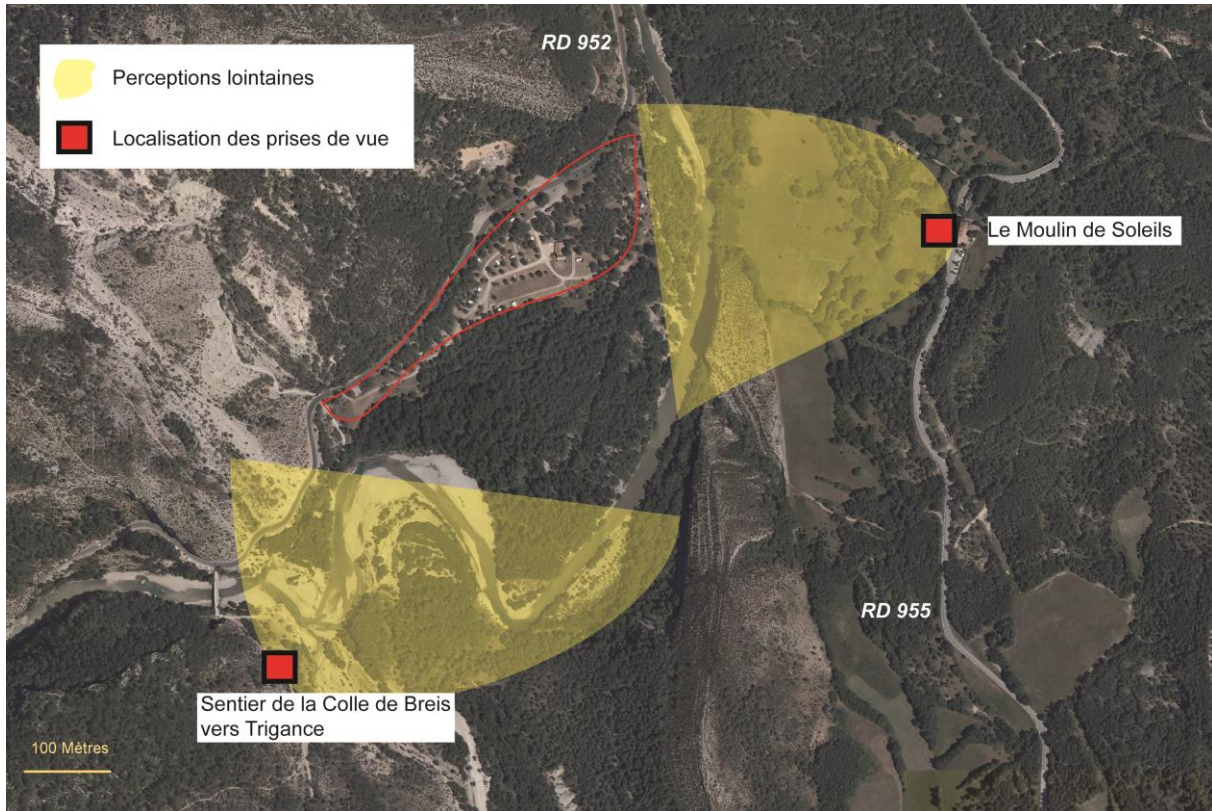 RD 952
Perceptions lointaines
Localisation des prises de vue
Le Moulin de Soleils
RD 955
Sentier de la Colle de Breis
vers Trigance
100 Mètres